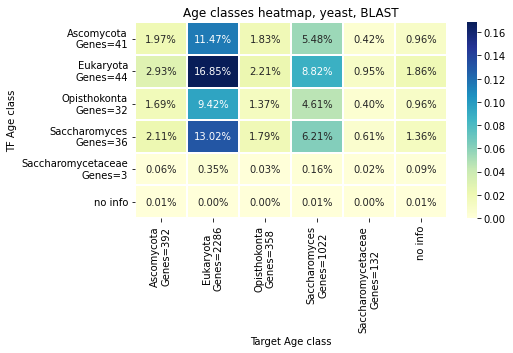 Age classes heatmap, yeast, BLAST
TF Age class
Ascomycota
Genes=41
1.97% 11.47% 1.83% 5.48% 0.42% 0.96%
Eukaryota
Genes=44
2.93% 16.85% 2.21% 8.82% 0.95% 1.86%
Opisthokonta
Genes=32
1.69% 9.42% 1.37% 4.61% 0.40% 0.96%
Saccharomyces
Genes=36
2.11% 13.02% 1.79% 6.21% 0.61% 1.36%
Saccharomycetaceae
Genes=3
0.06% 0.35% 0.03% 0.16% 0.02% 0.09%
no info
0.01% 0.00% 0.00% 0.01% 0.00% 0.01%
Ascomycota
Genes=392
Eukaryota
Genes=2286
Opisthokonta
Genes=358
Saccharomyces
Genes=1022
Saccharomycetaceae
Genes=132
no info
Target Age class
0.16
0.14
0.12
0.10
0.08
0.06
0.04
0.02
0.00